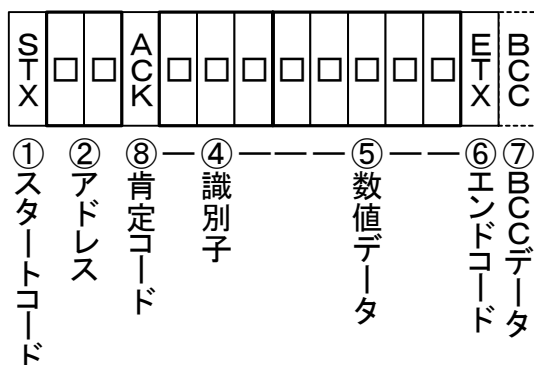 STX □ □ ACK □ □ □ □ □ □ □ □ ETX BCC
① ② ⑧ ④ ⑤ ⑥ ⑦
スタートコード
アドレス
肯定コード
識別子
数値データ
エンドコード
BCCデータ